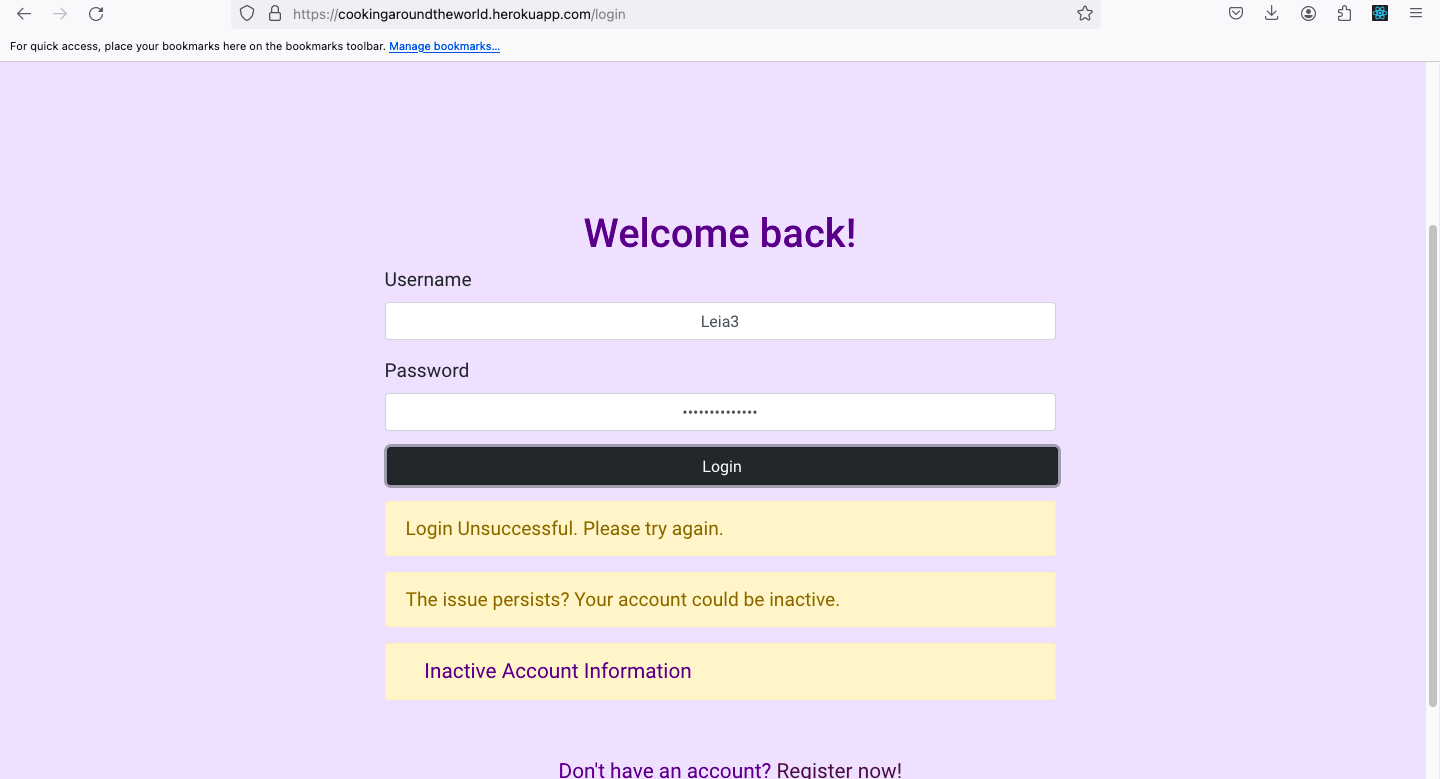 https://cookingaroundtheworld.herokuapp.com/login
For quick access, place your bookmarks here on the bookmarks toolbar. Manage bookmarks...
Welcome back!
Username
Leia3
Password
••••••••••••••
Login
Login Unsuccessful. Please try again.
The issue persists? Your account could be inactive.
Inactive Account Information
Don't have an account? Register now!